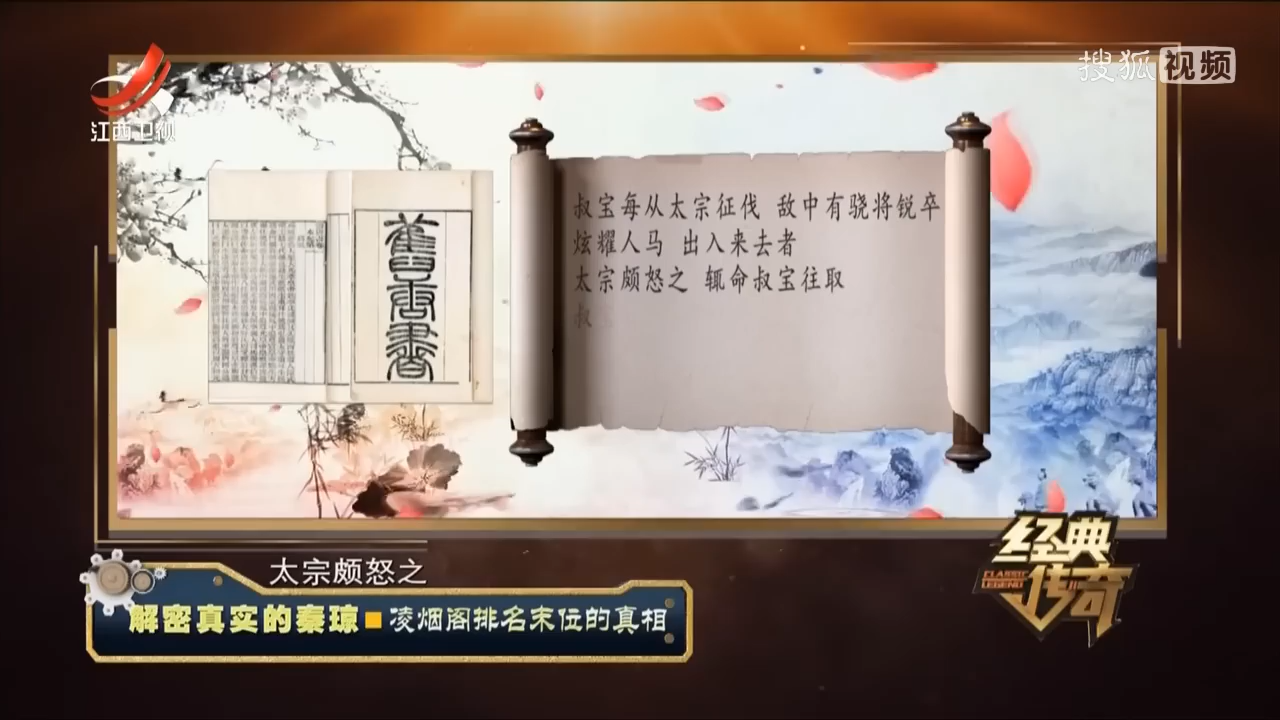 江西卫视
搜狐视频
舊唐書
叔宝每从太宗征伐 敌中有骁将锐卒
炫耀人马 出入来去者
太宗颇怒之 辄命叔宝往取
叔
太宗颇怒之
解密真实的秦琼■凌烟阁排名末位的真相
经典
CLASSIC
LEGEND
传奇